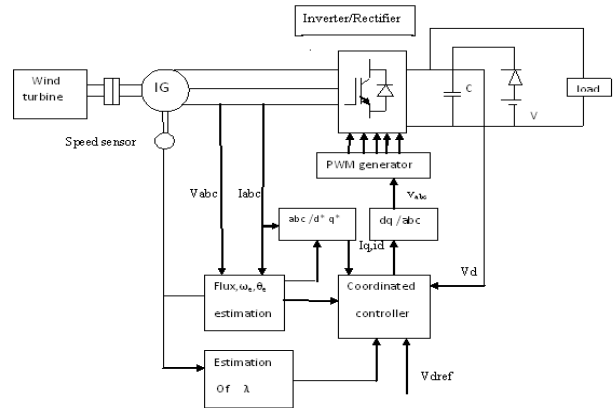 Inverter/Rectifier
Wind
turbine
IG
C
V
load
Speed sensor
PWM generator
Vabc
Iabc
vabc
abc /d* q*
dq /abc
Iq,id
Vd
Flux,ωe,θe
estimation
Coordinated
controller
Estimation
Of λ
Vdref